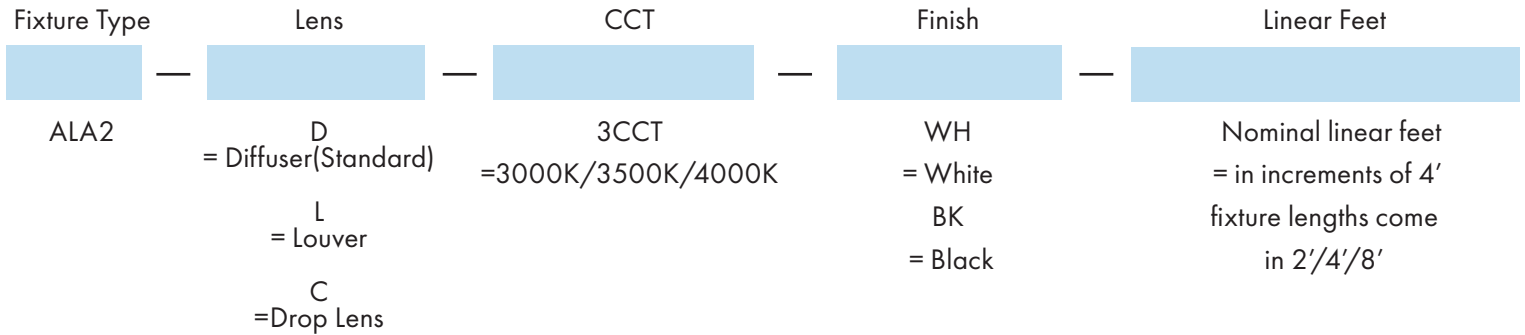 Fixture Type — Lens — CCT — Finish — Linear Feet
ALA2
D
= Diffuser(Standard)
L
= Louver
C
=Drop Lens
3CCT
=3000K/3500K/4000K
WH
= White
BK
= Black
Nominal linear feet
= in increments of 4’
fixture lengths come
in 2’/4’/8’